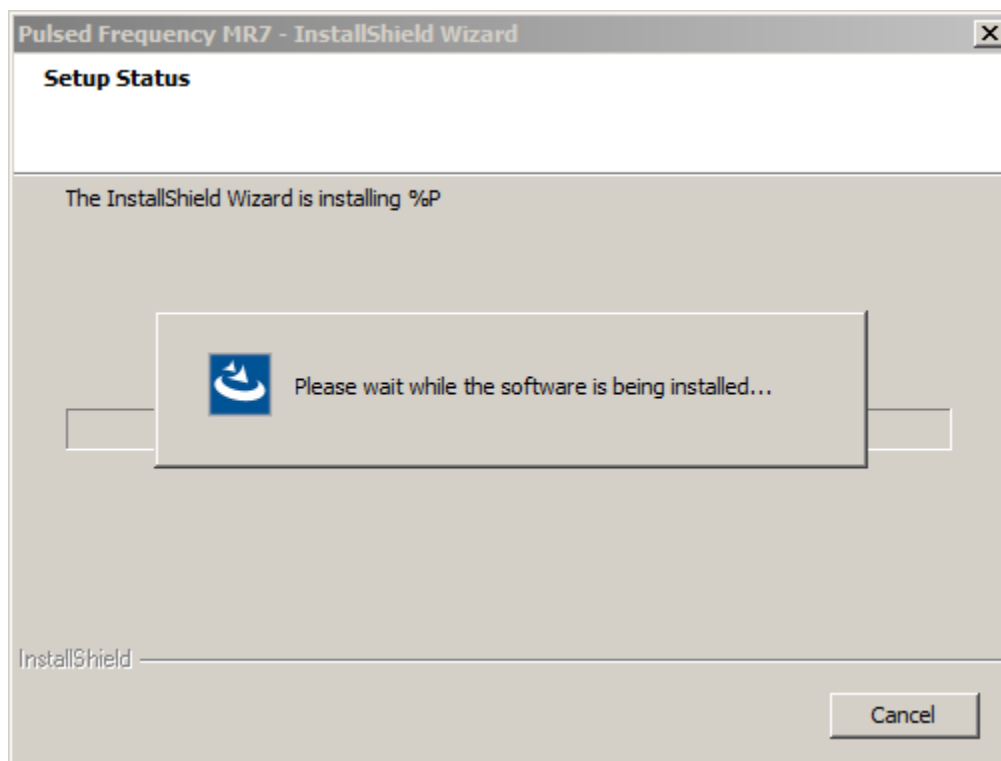 Pulsed Frequency MR7 - InstallShield Wizard
Setup Status
The InstallShield Wizard is installing %P
Please wait while the software is being installed...
InstallShield
Cancel